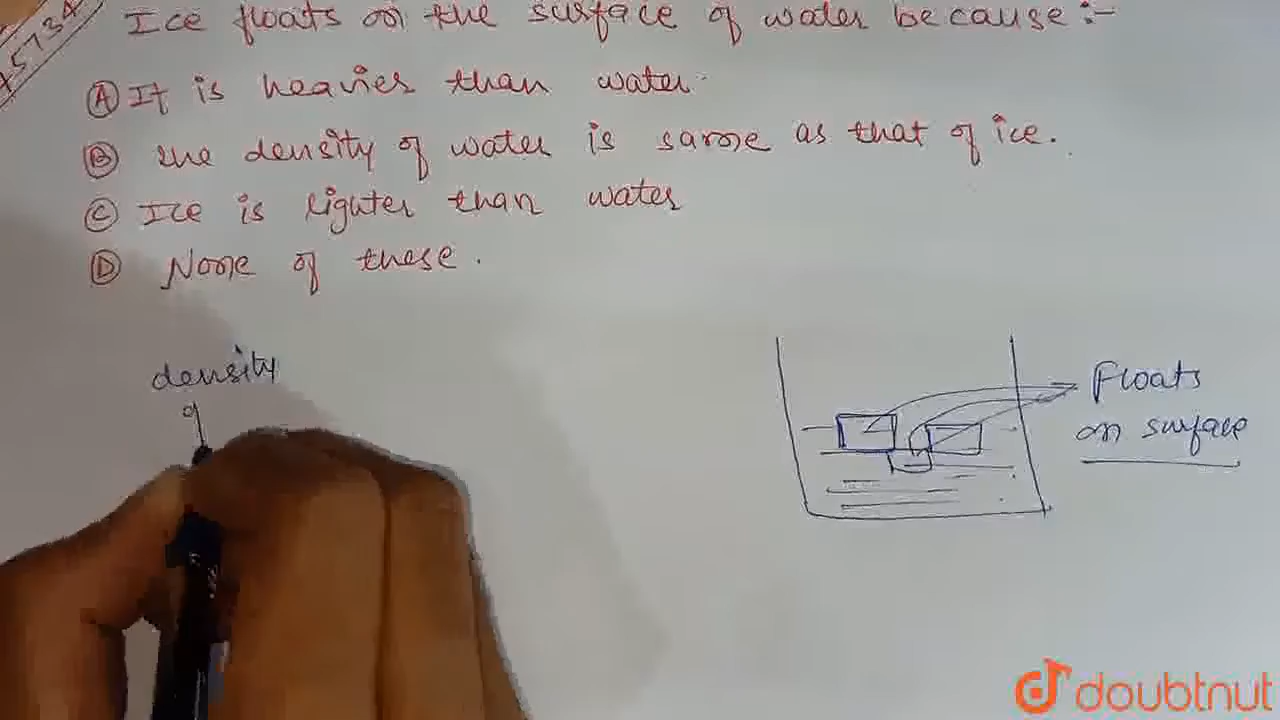 15734
Ice floats on the surface of water because :-
(A) It is heavier than water.
(B) The density of water is same as that of ice.
(C) Ice is lighter than water
(D) None of these.
density
of
Floats
on surface
doubtnut